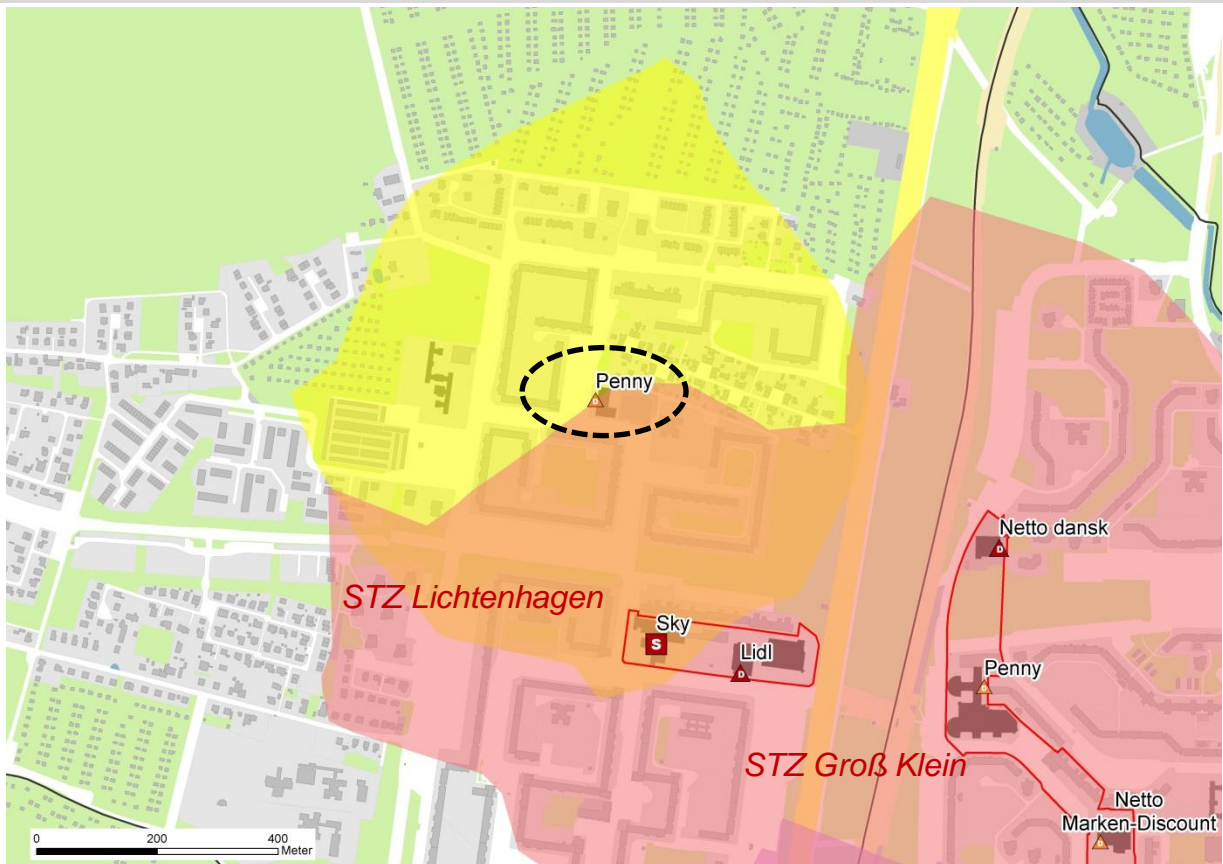 Penny
D
STZ Lichtenhagen
Sky
S
Lidl
D
Netto dansk
D
Penny
D
STZ Groß Klein
Netto
Marken-Discount
D
0 200 400
Meter